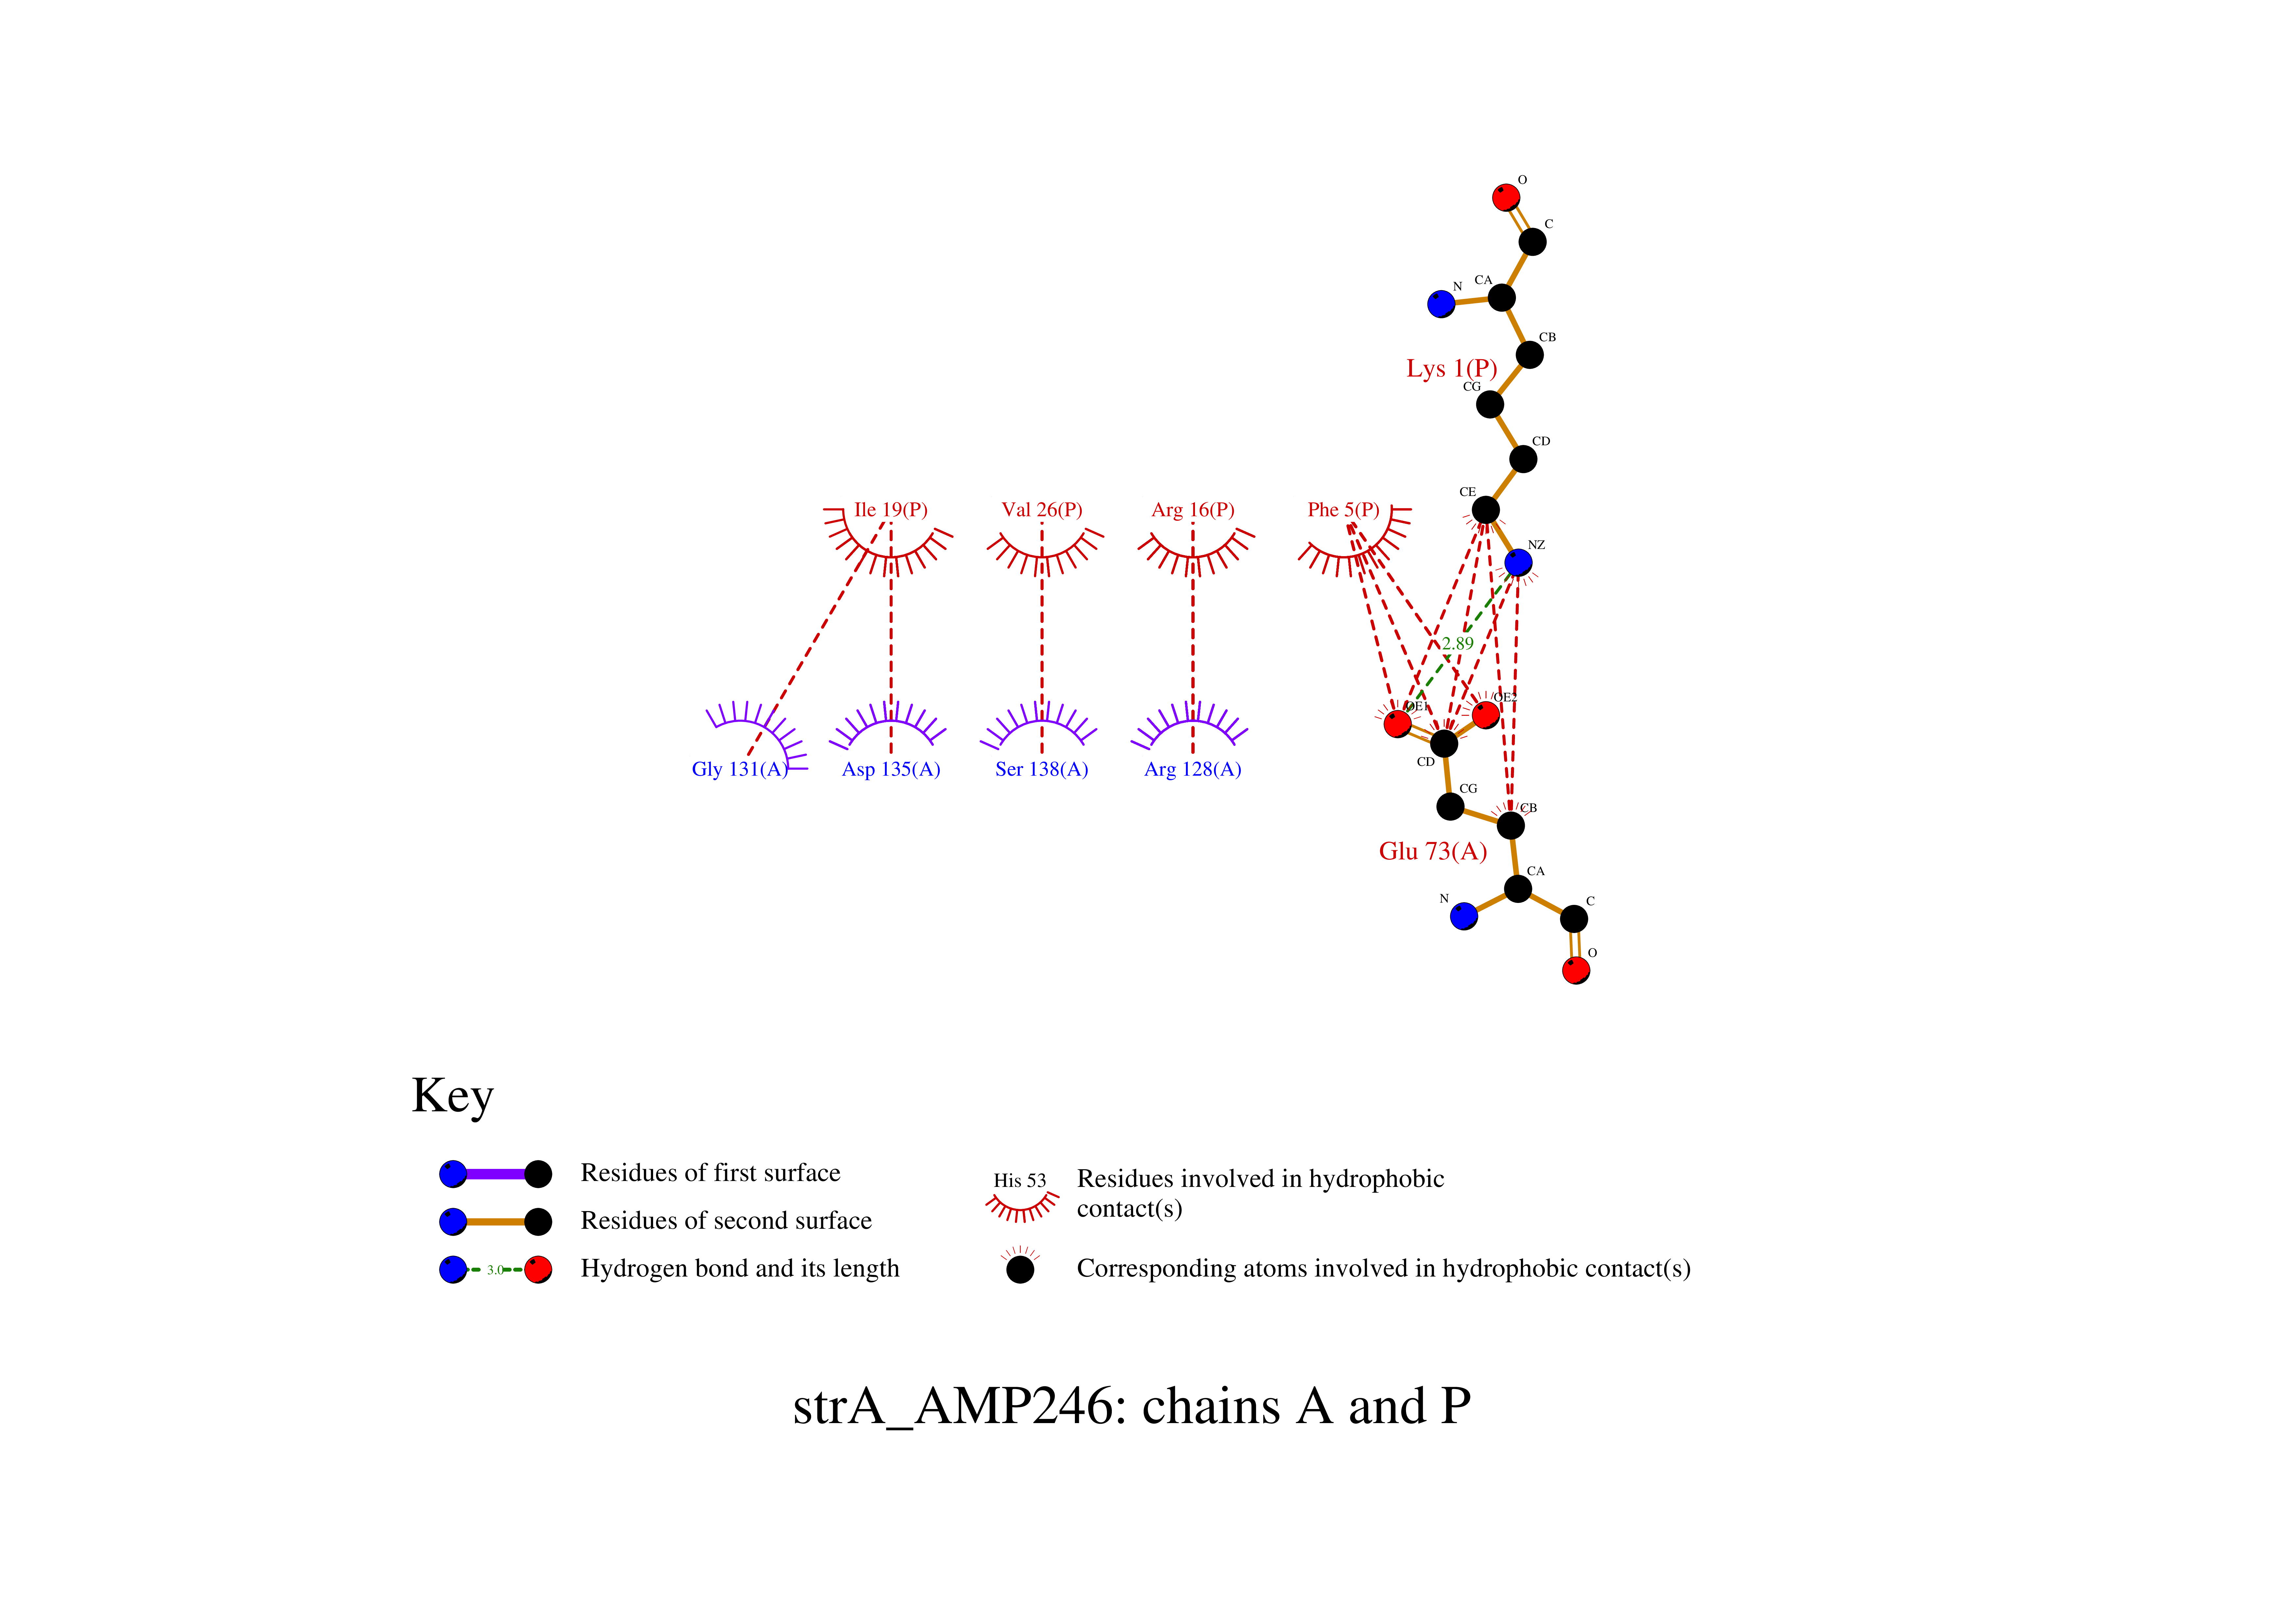 O
C
CA
N
CB
Lys 1(P)
CG
CD
CE
Ile 19(P) Val 26(P) Arg 16(P) Phe 5(P)
NZ
2.89
OE2
OE1
CD
Gly 131(A) Asp 135(A) Ser 138(A) Arg 128(A)
CG
CB
Glu 73(A)
CA
N
C
O
Key
Residues of first surface
Residues of second surface
3.0
Hydrogen bond and its length
His 53
Residues involved in hydrophobic
contact(s)
Corresponding atoms involved in hydrophobic contact(s)
strA_AMP246: chains A and P